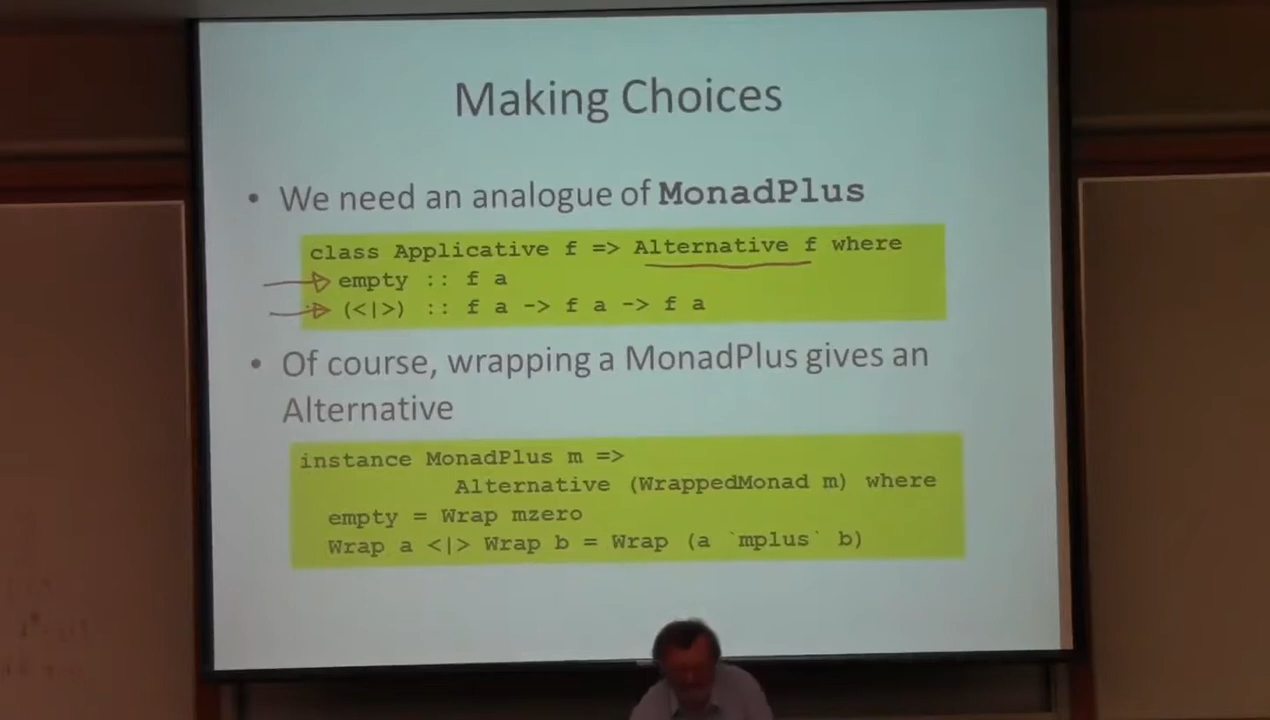 Making Choices
• We need an analogue of MonadPlus
class Applicative f => Alternative f where
empty :: f a
(<|>) :: f a -> f a -> f a
• Of course, wrapping a MonadPlus gives an
Alternative
instance MonadPlus m =>
Alternative (WrappedMonad m) where
empty = Wrap mzero
Wrap a <|> Wrap b = Wrap (a `mplus` b)